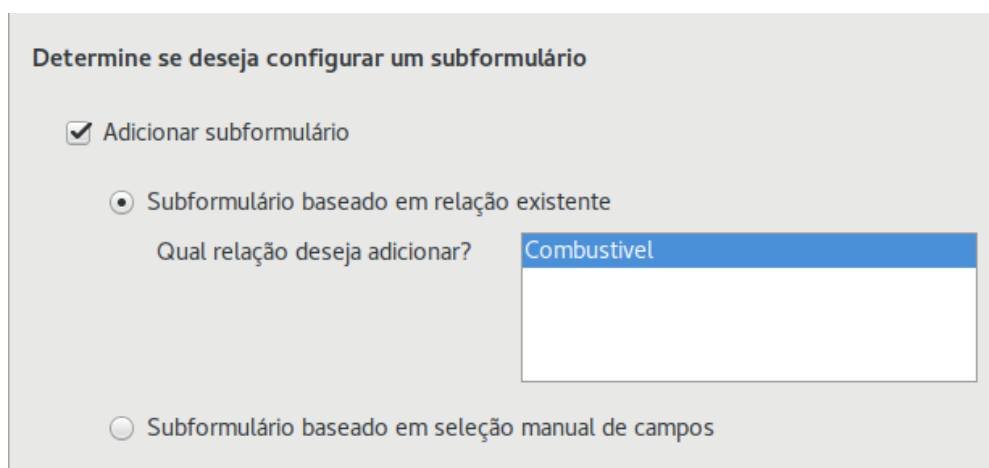 Determine se deseja configurar um subformulário
Adicionar subformulário
Subformulário baseado em relação existente
Qual relação deseja adicionar? Combustivel
Subformulário baseado em seleção manual de campos